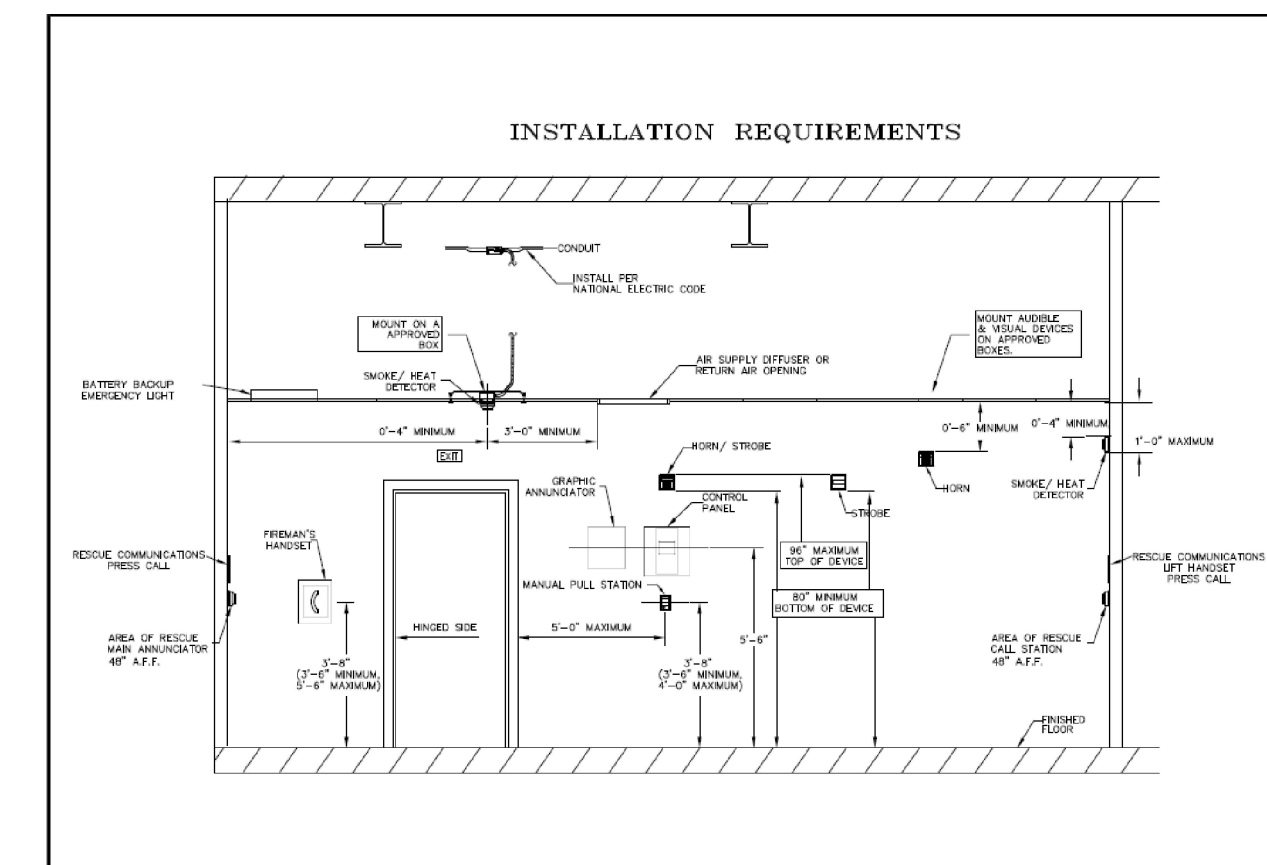 INSTALLATION REQUIREMENTS
CONDUIT
INSTALL PER
NATIONAL ELECTRIC CODE
MOUNT ON A
APPROVED
BOX
MOUNT AUDIBLE
& VISUAL DEVICES
ON APPROVED
BOXES.
SMOKE/ HEAT
DETECTOR
AIR SUPPLY DIFFUSER OR
RETURN AIR OPENING
BATTERY BACKUP
EMERGENCY LIGHT
0'-4" MINIMUM
3'-0" MINIMUM
0'-6" MINIMUM
0'-4" MINIMUM
1'-0" MAXIMUM
EXIT
HORN/ STROBE
HORN
SMOKE/ HEAT
DETECTOR
GRAPHIC
ANNUNCIATOR
CONTROL
PANEL
STROBE
FIREMAN'S
HANDSET
96" MAXIMUM
TOP OF DEVICE
RESCUE COMMUNICATIONS
PRESS CALL
RESCUE COMMUNICATIONS
LIFT HANDSET
PRESS CALL
MANUAL PULL STATION
80" MINIMUM
BOTTOM OF DEVICE
HINGED SIDE
5'-0" MAXIMUM
5'-6"
AREA OF RESCUE
MAIN ANNUNCIATOR
48" A.F.F.
AREA OF RESCUE
CALL STATION
48" A.F.F.
3'-8"
(3'-6" MINIMUM,
5'-6" MAXIMUM)
3'-8"
(3'-6" MINIMUM,
4'-0" MAXIMUM)
FINISHED
FLOOR